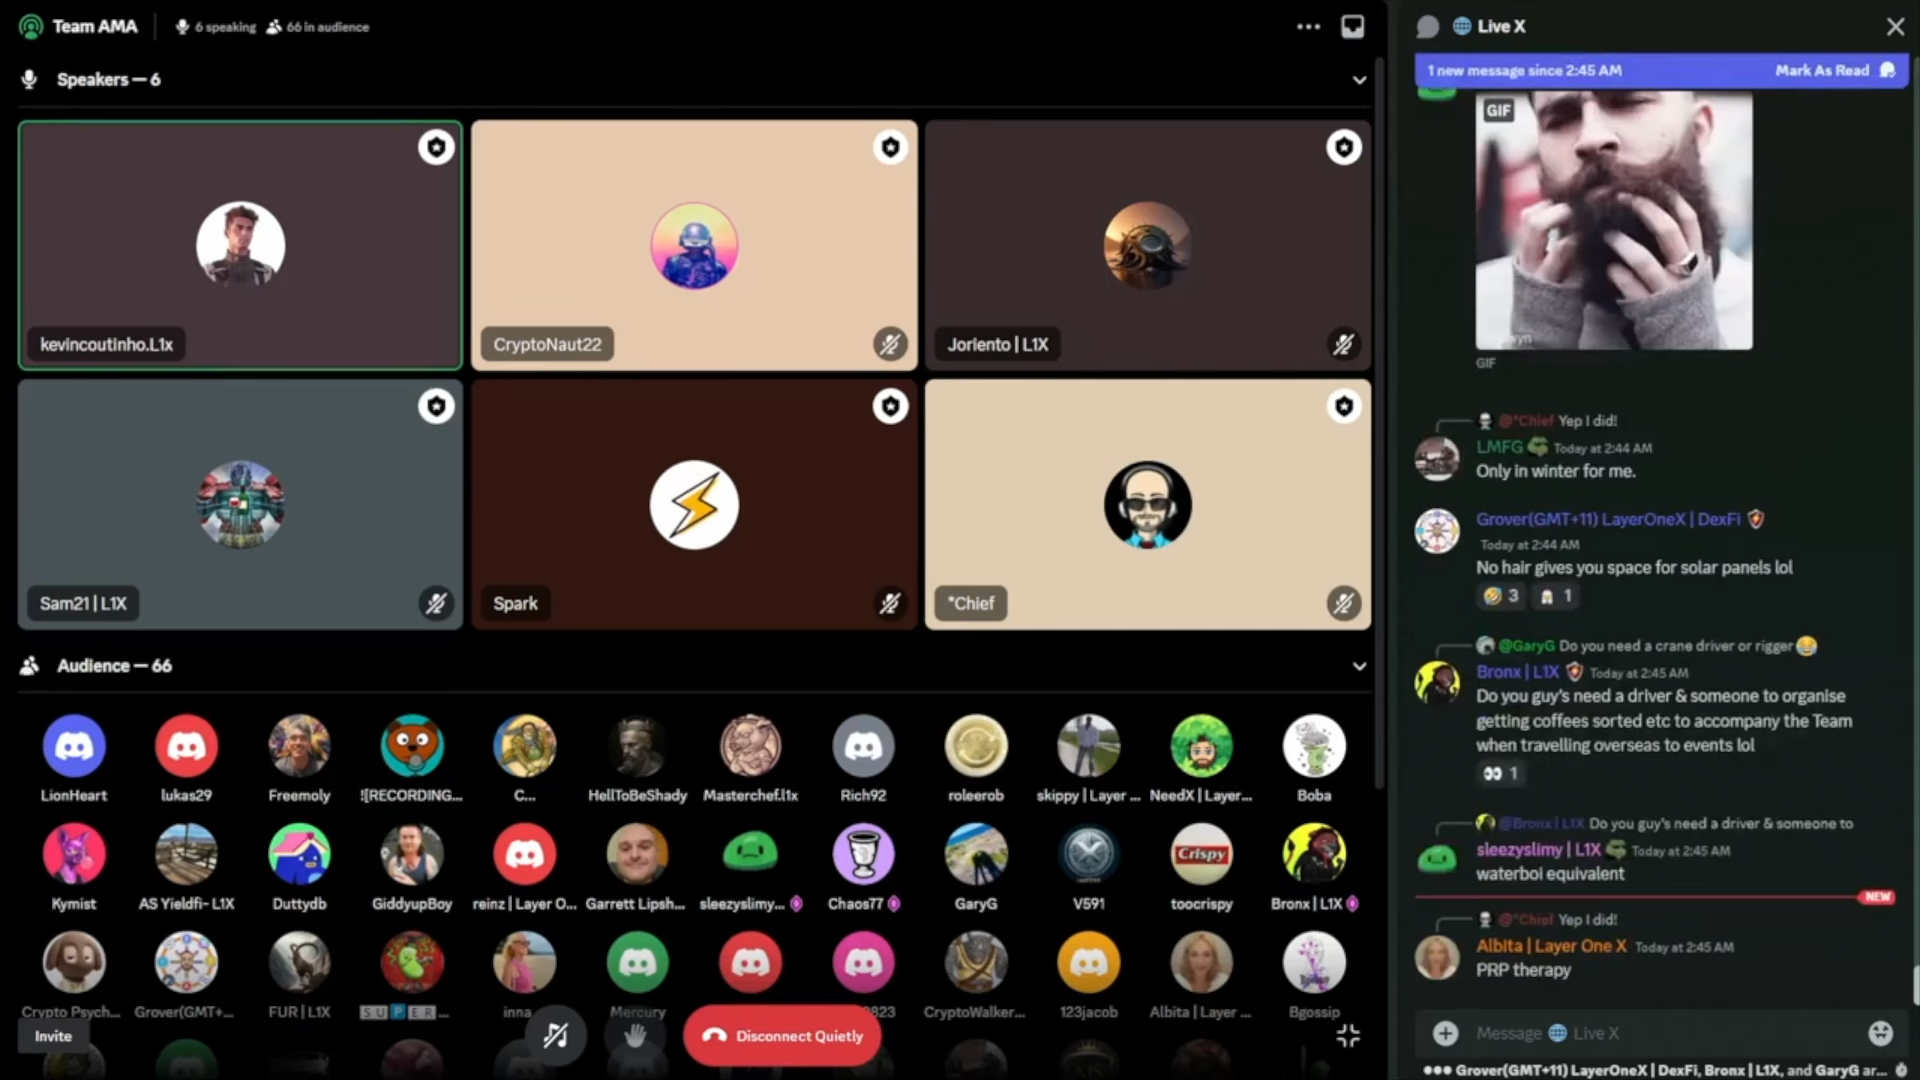 Team AMA
6 speaking
66 in audience
Speakers — 6
kevincoutinho.L1x
CryptoNaut22
Joriento | L1X
Sam21 | L1X
Spark
*Chief
Audience — 66
LionHeart
lukas29
Freemoly
![RECORDING...
C...
HellToBeShady
Masterchef.l1x
Rich92
roleerob
skippy | Layer ...
NeedX | Layer...
Boba
Crispy
Kymist
AS Yieldfi- L1X
Duttydb
GiddyupBoy
reinz | Layer O...
Garrett Lipsh...
sleezyslimy...
Chaos77
GaryG
V591
toocrispy
Bronx | L1X
Crypto Psych...
Grover(GMT+...
FUR | L1X
SUPER...
inna
Mercury
823
CryptoWalker...
123jacob
Albita | Layer ...
Bgossip
Invite
Disconnect Quietly
Live X
1 new message since 2:45 AM
Mark As Read
GIF
GIF
@*Chief Yep I did!
LMFG Today at 2:44 AM
Only in winter for me.
Grover(GMT+11) LayerOneX | DexFi
Today at 2:44 AM
No hair gives you space for solar panels lol
3 1
@GaryG Do you need a crane driver or rigger
Bronx | L1X Today at 2:45 AM
Do you guy's need a driver & someone to organise
getting coffees sorted etc to accompany the Team
when travelling overseas to events lol
1
@Bronx | L1X Do you guy's need a driver & someone to
sleezyslimy | L1X Today at 2:45 AM
waterboi equivalent
NEW
@*Chief Yep I did!
Albita | Layer One X Today at 2:45 AM
PRP therapy
Message Live X
Grover(GMT+11) LayerOneX | DexFi, Bronx | L1X, and GaryG ar...